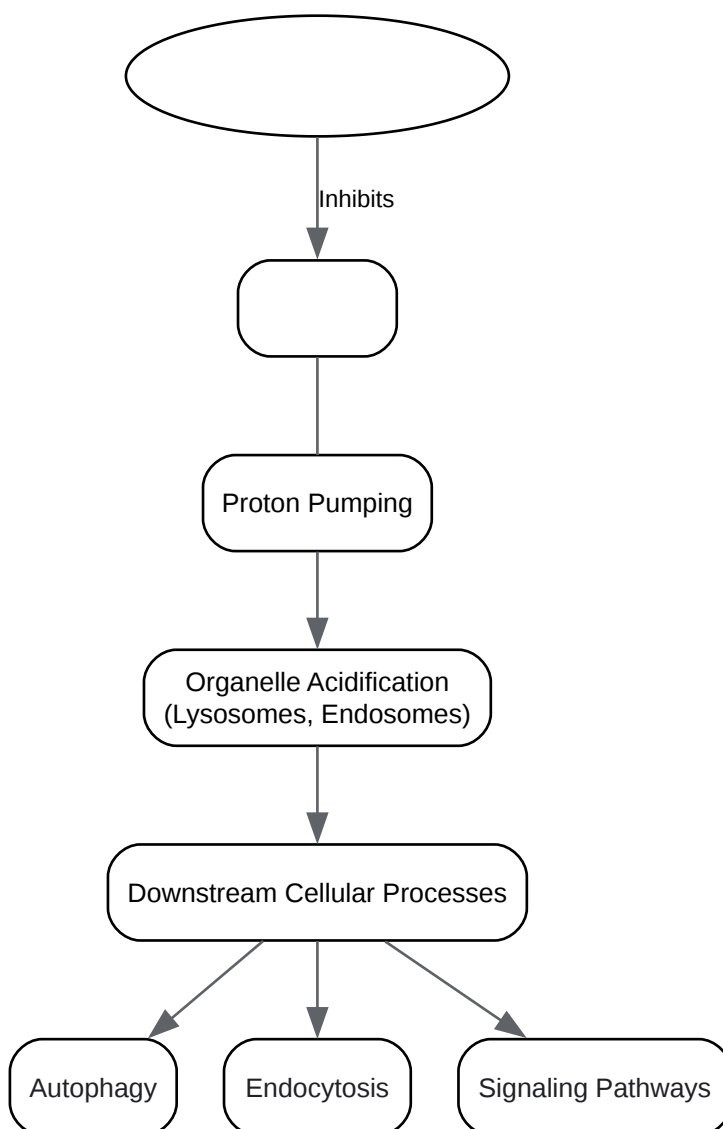 Inhibits
Proton Pumping
Organelle Acidification
(Lysosomes, Endosomes)
Downstream Cellular Processes
Autophagy
Endocytosis
Signaling Pathways